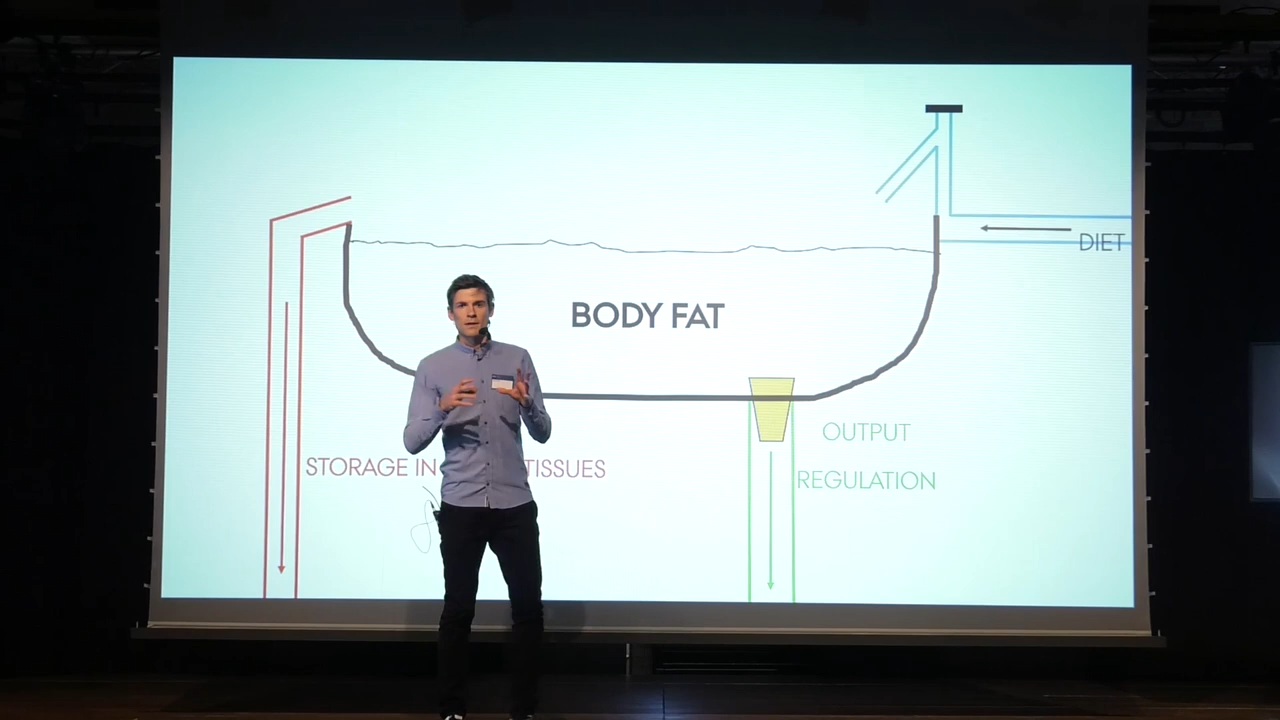 DIET
BODY FAT
OUTPUT
REGULATION
STORAGE IN TISSUES